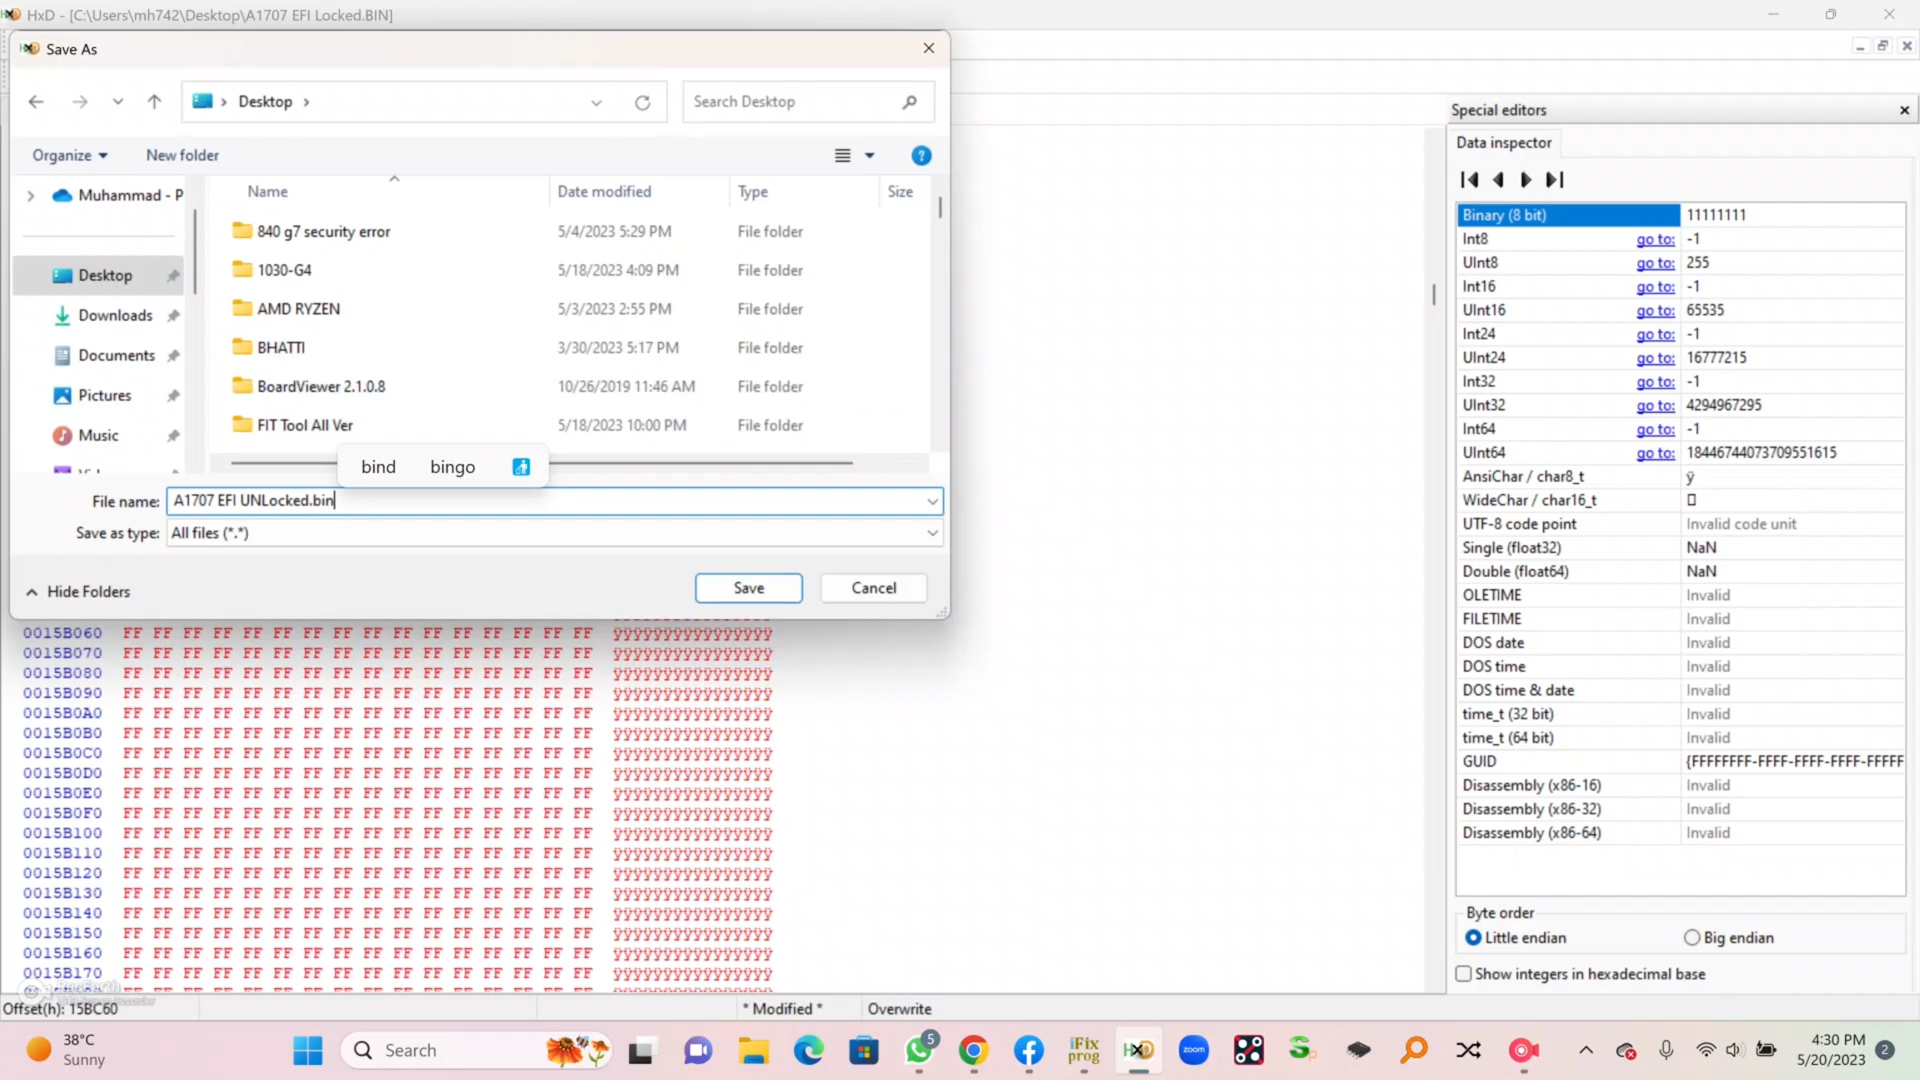 HxD - [C:\Users\mh742\Desktop\A1707 EFI Locked.BIN]
Save As
Desktop
Search Desktop
Organize
New folder
Muhammad - P
Desktop
Downloads
Documents
Pictures
Music
Name Date modified Type Size
840 g7 security error 5/4/2023 5:29 PM File folder
1030-G4 5/18/2023 4:09 PM File folder
AMD RYZEN 5/3/2023 2:55 PM File folder
BHATTI 3/30/2023 5:17 PM File folder
BoardViewer 2.1.0.8 10/26/2019 11:46 AM File folder
FIT Tool All Ver 5/18/2023 10:00 PM File folder
bind bingo
File name: A1707 EFI UNLocked.bin
Save as type: All files (*.*)
Hide Folders
Save
Cancel
0015B060 FF FF FF FF FF FF FF FF FF FF FF FF FF FF FF FF ÿÿÿÿÿÿÿÿÿÿÿÿÿÿÿÿ
0015B070 FF FF FF FF FF FF FF FF FF FF FF FF FF FF FF FF ÿÿÿÿÿÿÿÿÿÿÿÿÿÿÿÿ
0015B080 FF FF FF FF FF FF FF FF FF FF FF FF FF FF FF FF ÿÿÿÿÿÿÿÿÿÿÿÿÿÿÿÿ
0015B090 FF FF FF FF FF FF FF FF FF FF FF FF FF FF FF FF ÿÿÿÿÿÿÿÿÿÿÿÿÿÿÿÿ
0015B0A0 FF FF FF FF FF FF FF FF FF FF FF FF FF FF FF FF ÿÿÿÿÿÿÿÿÿÿÿÿÿÿÿÿ
0015B0B0 FF FF FF FF FF FF FF FF FF FF FF FF FF FF FF FF ÿÿÿÿÿÿÿÿÿÿÿÿÿÿÿÿ
0015B0C0 FF FF FF FF FF FF FF FF FF FF FF FF FF FF FF FF ÿÿÿÿÿÿÿÿÿÿÿÿÿÿÿÿ
0015B0D0 FF FF FF FF FF FF FF FF FF FF FF FF FF FF FF FF ÿÿÿÿÿÿÿÿÿÿÿÿÿÿÿÿ
0015B0E0 FF FF FF FF FF FF FF FF FF FF FF FF FF FF FF FF ÿÿÿÿÿÿÿÿÿÿÿÿÿÿÿÿ
0015B0F0 FF FF FF FF FF FF FF FF FF FF FF FF FF FF FF FF ÿÿÿÿÿÿÿÿÿÿÿÿÿÿÿÿ
0015B100 FF FF FF FF FF FF FF FF FF FF FF FF FF FF FF FF ÿÿÿÿÿÿÿÿÿÿÿÿÿÿÿÿ
0015B110 FF FF FF FF FF FF FF FF FF FF FF FF FF FF FF FF ÿÿÿÿÿÿÿÿÿÿÿÿÿÿÿÿ
0015B120 FF FF FF FF FF FF FF FF FF FF FF FF FF FF FF FF ÿÿÿÿÿÿÿÿÿÿÿÿÿÿÿÿ
0015B130 FF FF FF FF FF FF FF FF FF FF FF FF FF FF FF FF ÿÿÿÿÿÿÿÿÿÿÿÿÿÿÿÿ
0015B140 FF FF FF FF FF FF FF FF FF FF FF FF FF FF FF FF ÿÿÿÿÿÿÿÿÿÿÿÿÿÿÿÿ
0015B150 FF FF FF FF FF FF FF FF FF FF FF FF FF FF FF FF ÿÿÿÿÿÿÿÿÿÿÿÿÿÿÿÿ
0015B160 FF FF FF FF FF FF FF FF FF FF FF FF FF FF FF FF ÿÿÿÿÿÿÿÿÿÿÿÿÿÿÿÿ
0015B170 FF FF FF FF FF FF FF FF FF FF FF FF FF FF FF FF ÿÿÿÿÿÿÿÿÿÿÿÿÿÿÿÿ
Special editors
Data inspector
Binary (8 bit) 11111111
Int8 go to: -1
UInt8 go to: 255
Int16 go to: -1
UInt16 go to: 65535
Int24 go to: -1
UInt24 go to: 16777215
Int32 go to: -1
UInt32 go to: 4294967295
Int64 go to: -1
UInt64 go to: 18446744073709551615
AnsiChar / char8_t ÿ
WideChar / char16_t
UTF-8 code point Invalid code unit
Single (float32) NaN
Double (float64) NaN
OLETIME Invalid
FILETIME Invalid
DOS date Invalid
DOS time Invalid
DOS time & date Invalid
time_t (32 bit) Invalid
time_t (64 bit) Invalid
GUID {FFFFFFFF-FFFF-FFFF-FFFF-FFFFF
Disassembly (x86-16) Invalid
Disassembly (x86-32) Invalid
Disassembly (x86-64) Invalid
Byte order
Little endian Big endian
Show integers in hexadecimal base
Offset(h): 15BC60 * Modified * Overwrite
38°C
Sunny
Search
5
iFix
prog
HXD
zoom
4:30 PM
5/20/2023
2